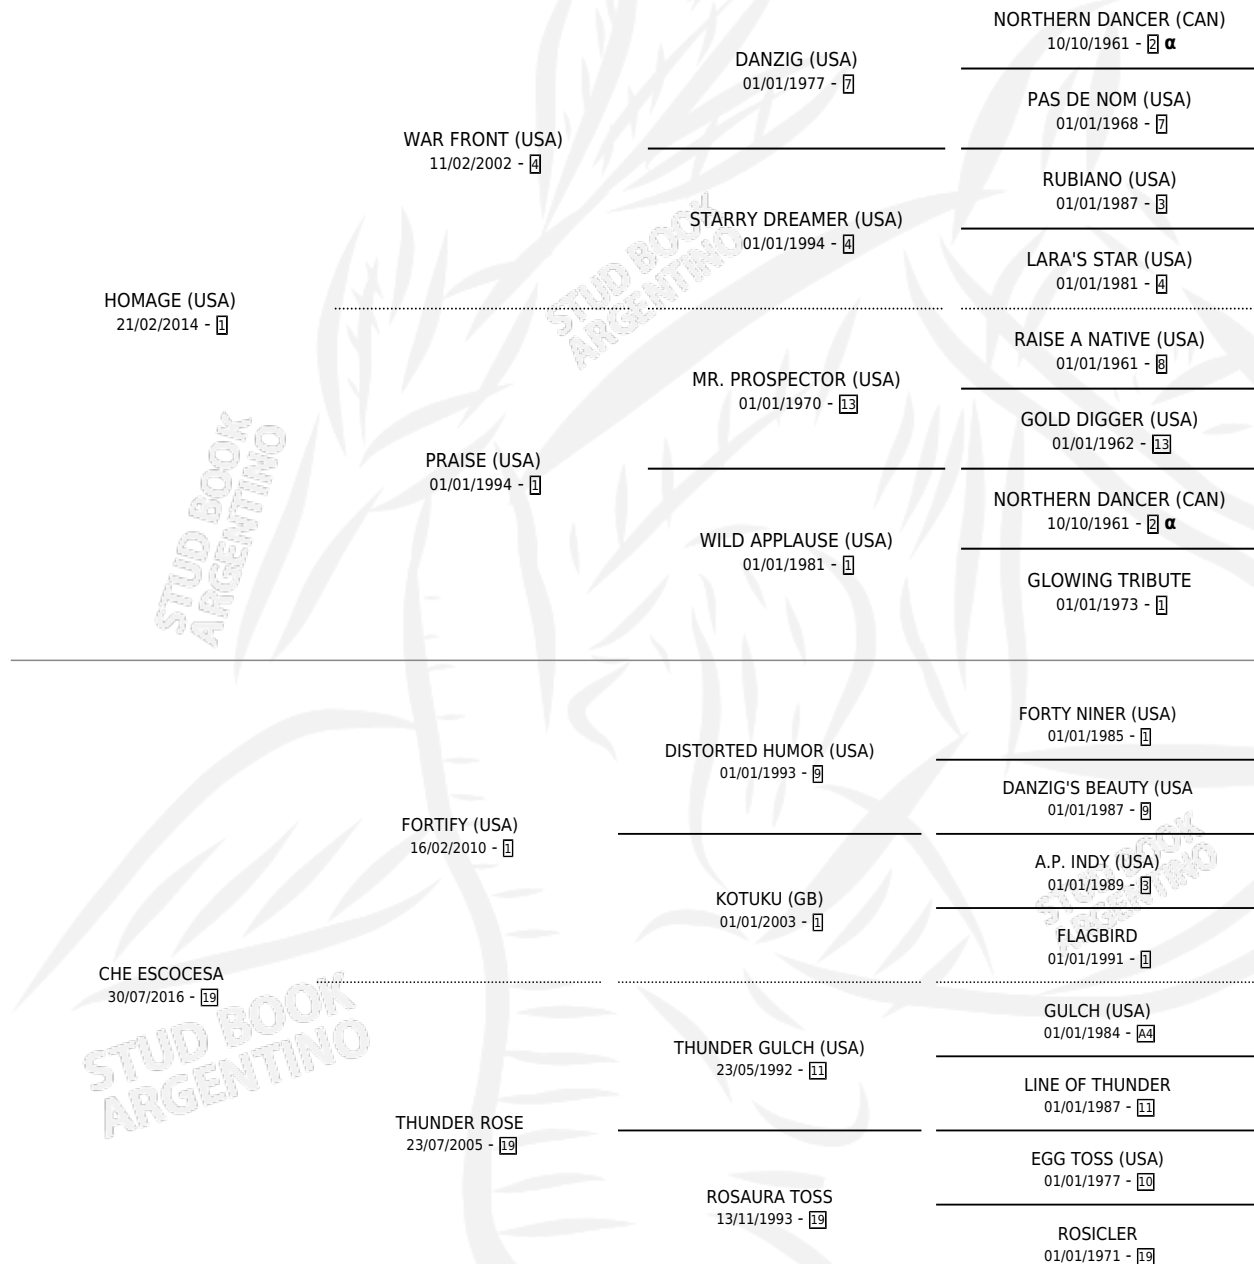 NORTHERN DANCER (CAN)
10/10/1961 - 2 α
DANZIG (USA)
01/01/1977 - 7
PAS DE NOM (USA)
01/01/1968 - 7
WAR FRONT (USA)
11/02/2002 - 4
RUBIANO (USA)
01/01/1987 - 3
STARRY DREAMER (USA)
01/01/1994 - 4
LARA'S STAR (USA)
01/01/1981 - 4
HOMAGE (USA)
21/02/2014 - 1
RAISE A NATIVE (USA)
01/01/1961 - 8
MR. PROSPECTOR (USA)
01/01/1970 - 13
GOLD DIGGER (USA)
01/01/1962 - 13
PRAISE (USA)
01/01/1994 - 1
NORTHERN DANCER (CAN)
10/10/1961 - 2 α
WILD APPLAUSE (USA)
01/01/1981 - 1
GLOWING TRIBUTE
01/01/1973 - 1
FORTY NINER (USA)
01/01/1985 - 1
DISTORTED HUMOR (USA)
01/01/1993 - 9
DANZIG'S BEAUTY (USA
01/01/1987 - 9
FORTIFY (USA)
16/02/2010 - 1
A.P. INDY (USA)
01/01/1989 - 3
KOTUKU (GB)
01/01/2003 - 1
FLAGBIRD
01/01/1991 - 1
CHE ESCOCESA
30/07/2016 - 19
GULCH (USA)
01/01/1984 - A4
THUNDER GULCH (USA)
23/05/1992 - 11
LINE OF THUNDER
01/01/1987 - 11
THUNDER ROSE
23/07/2005 - 19
EGG TOSS (USA)
01/01/1977 - 10
ROSAURA TOSS
13/11/1993 - 19
ROSICLER
01/01/1971 - 19
STUD BOOK
ARGENTINO
STUD BOOK
ARGENTINO
STUD BOOK
ARGENTINO
STUD BOOK
ARGENTINO